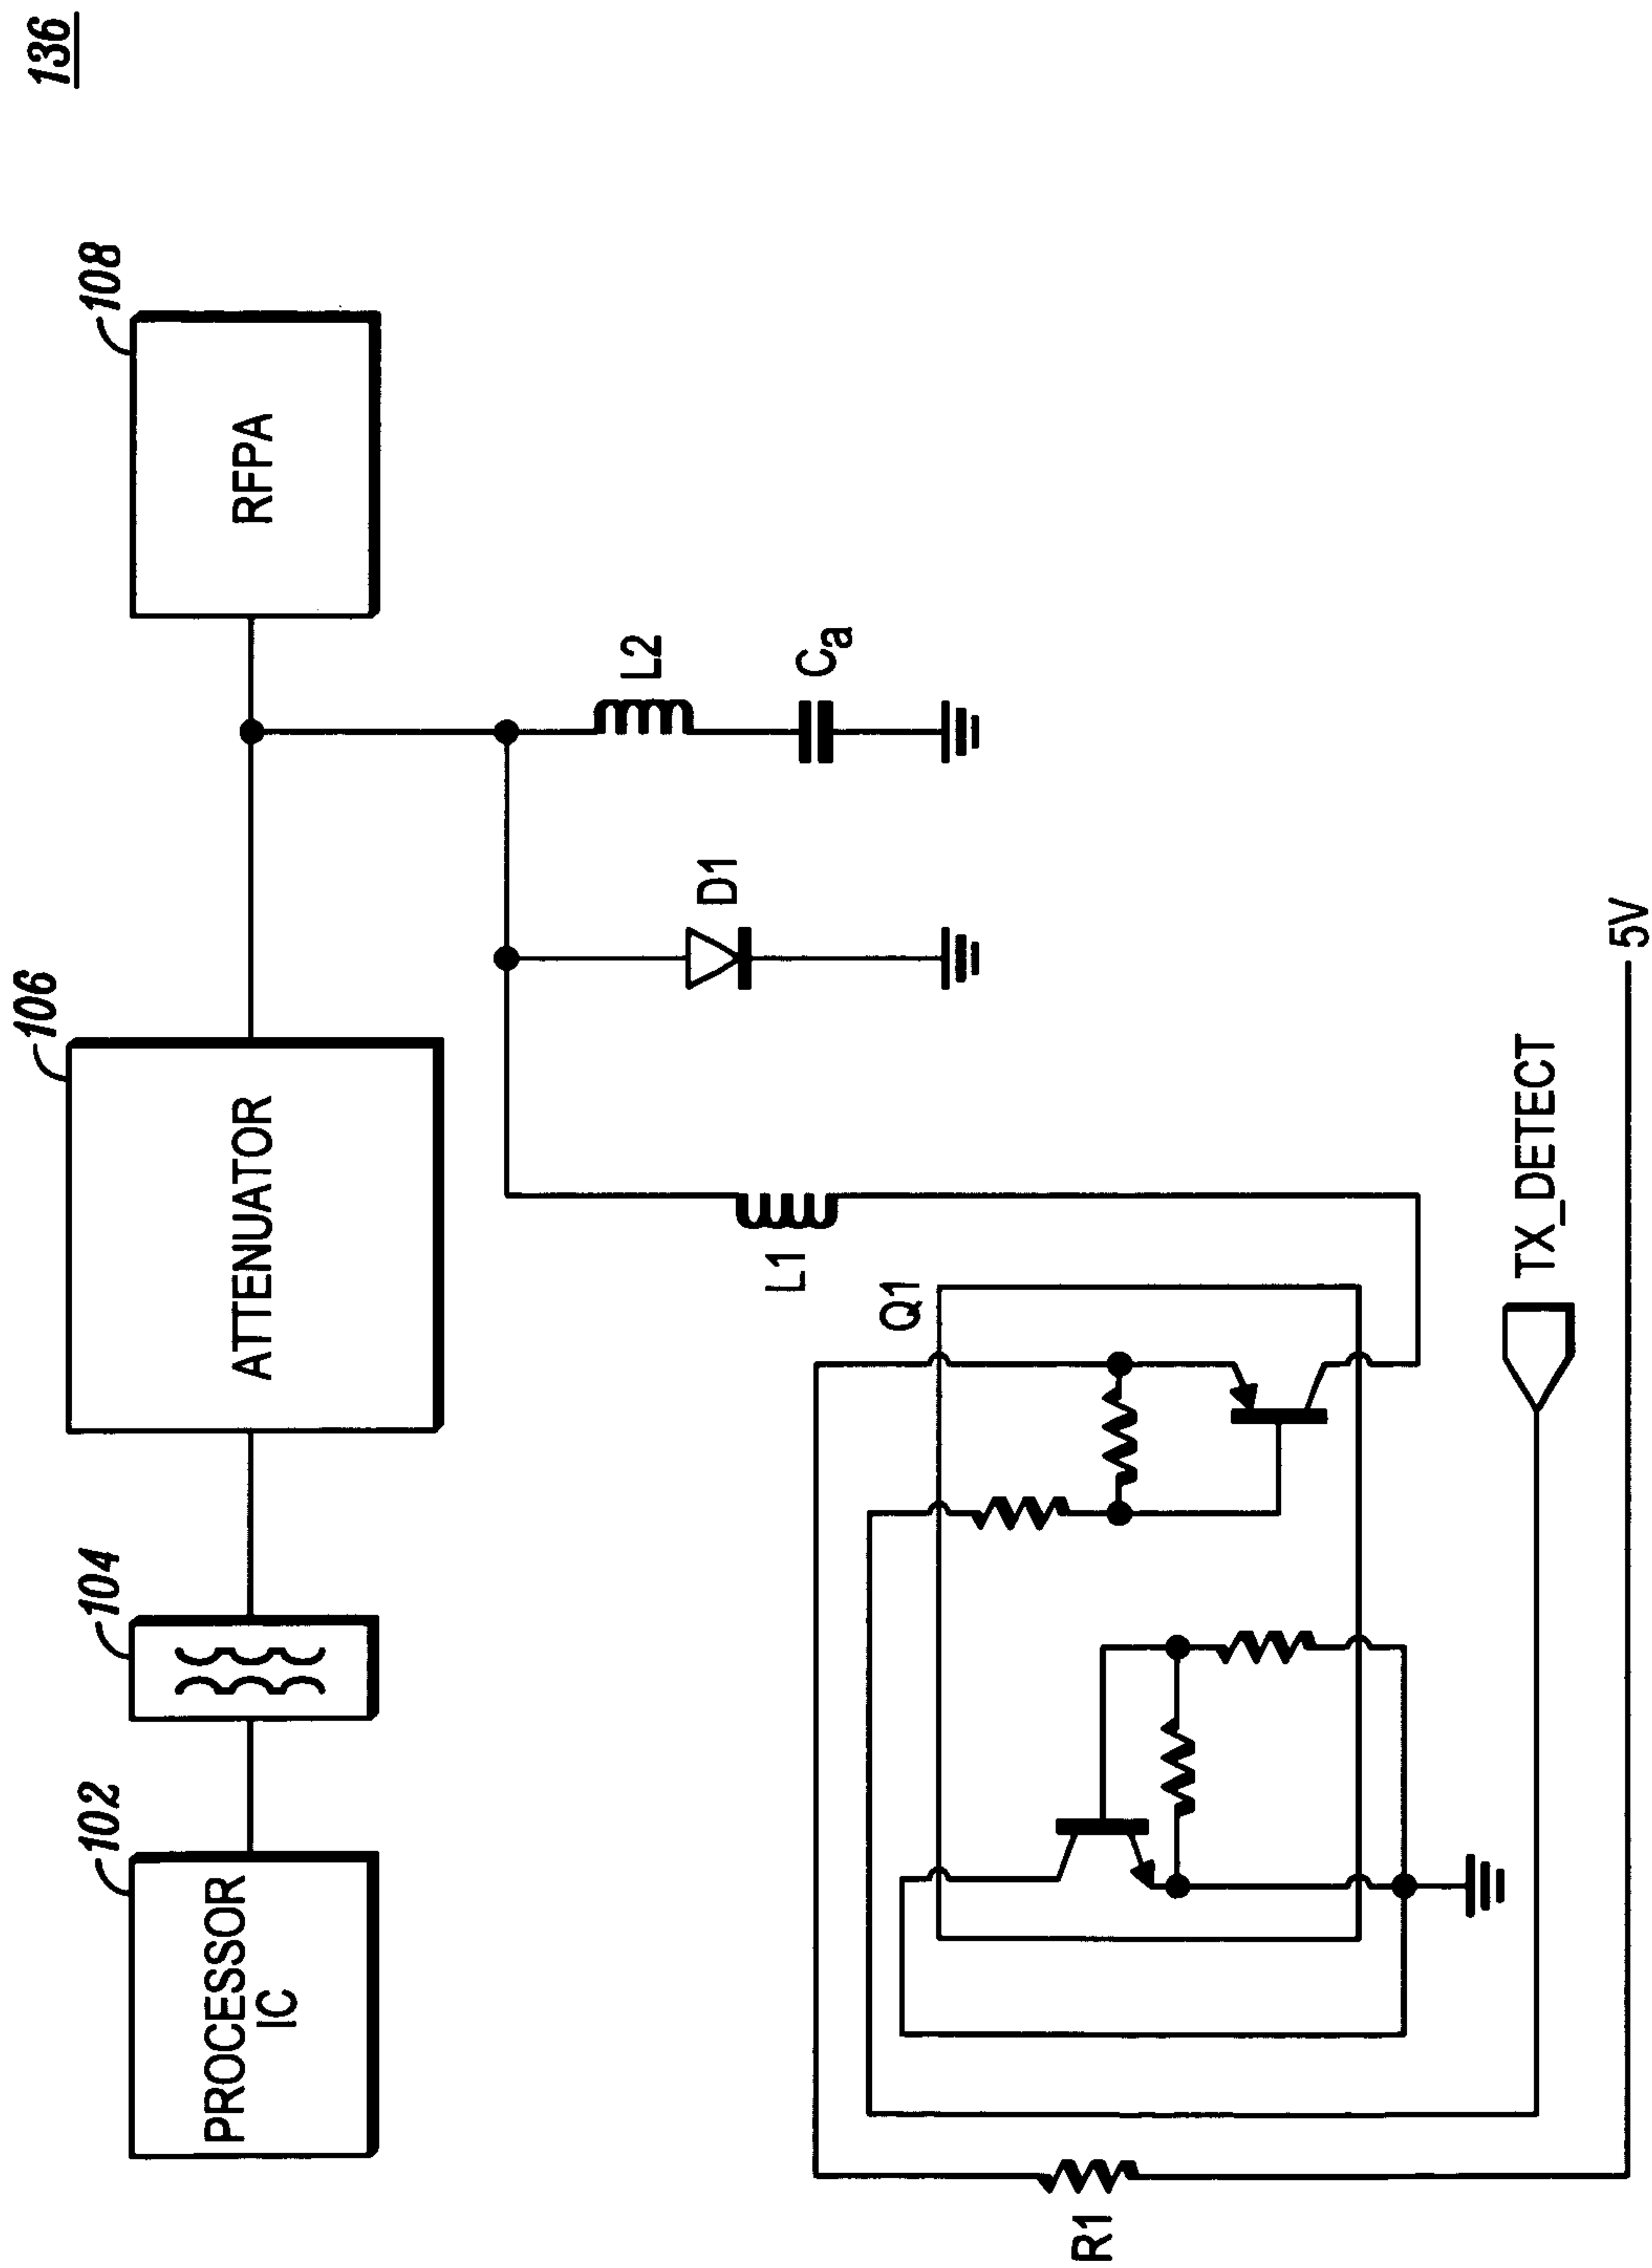 136
102
104
106
108
PROCESSOR
IC
ATTENUATOR
RFPA
L1
D1
L2
Ca
Q1
TX_DETECT
R1
5V